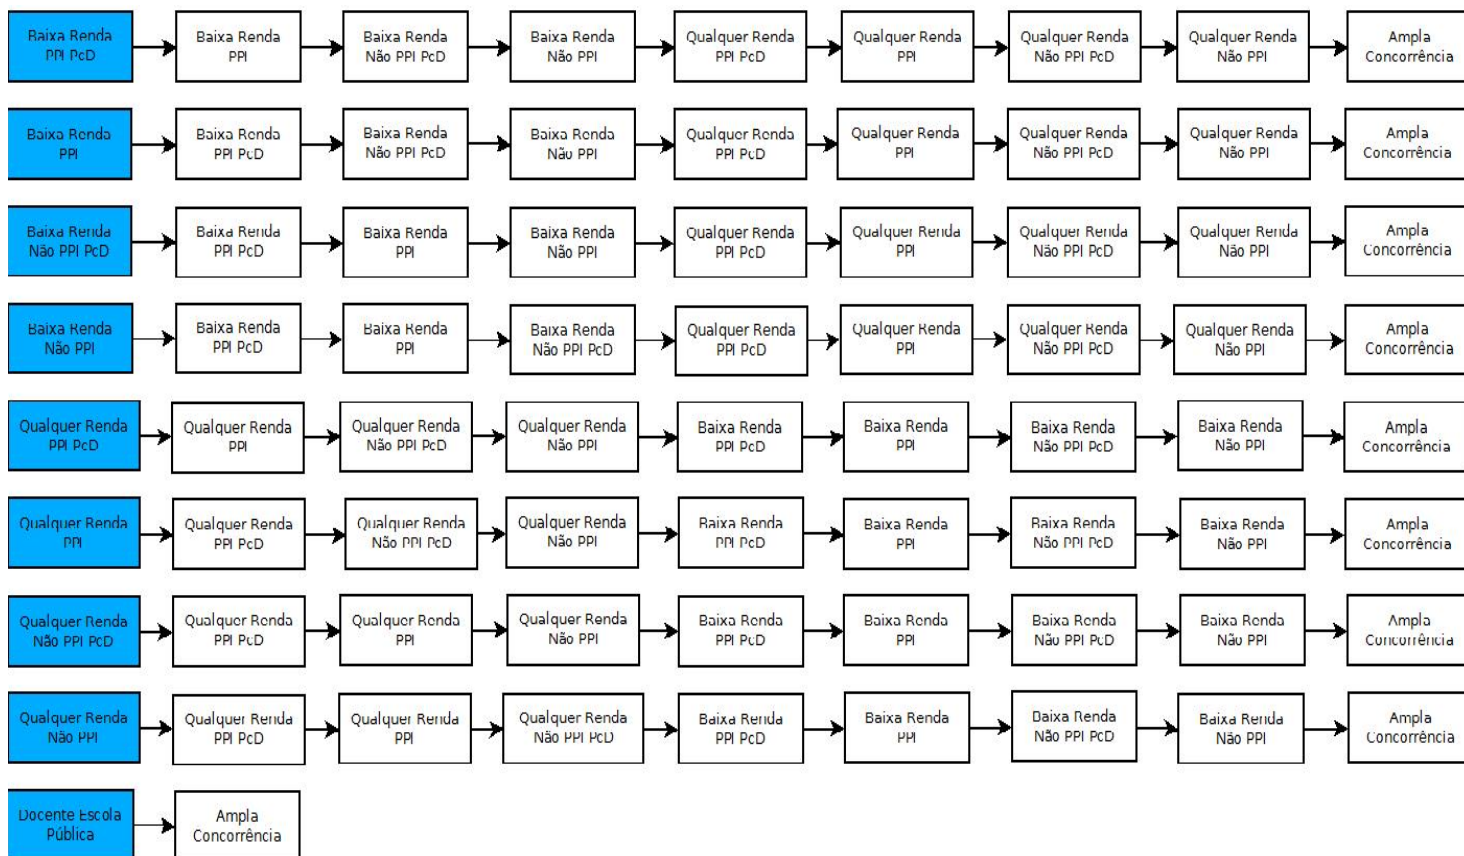 Baixa Renda
PPI PcD
Baixa Renda
PPI
Baixa Renda
Não PPI PcD
Baixa Renda
Não PPI
Qualquer Renda
PPI PcD
Qualquer Renda
PPI
Qualquer Renda
Não PPI PcD
Qualquer Renda
Não PPI
Ampla
Concorrência
Baixa Renda
PPI
Baixa Renda
PPI PcD
Baixa Renda
Não PPI PcD
Baixa Renda
Não PPI
Qualquer Renda
PPI PcD
Qualquer Renda
PPI
Qualquer Renda
Não PPI PcD
Qualquer Renda
Não PPI
Ampla
Concorrência
Baixa Renda
Não PPI PcD
Baixa Renda
PPI PcD
Baixa Renda
PPI
Baixa Renda
Não PPI
Qualquer Renda
PPI PcD
Qualquer Renda
PPI
Qualquer Renda
Não PPI PcD
Qualquer Renda
Não PPI
Ampla
Concorrência
Baixa Renda
Não PPI
Baixa Renda
PPI PcD
Baixa Renda
PPI
Baixa Renda
Não PPI PcD
Qualquer Renda
PPI PcD
Qualquer Renda
PPI
Qualquer Renda
Não PPI PcD
Qualquer Renda
Não PPI
Ampla
Concorrência
Qualquer Renda
PPI PcD
Qualquer Renda
PPI
Qualquer Renda
Não PPI PcD
Qualquer Renda
Não PPI
Baixa Renda
PPI PcD
Baixa Renda
PPI
Baixa Renda
Não PPI PcD
Baixa Renda
Não PPI
Ampla
Concorrência
Qualquer Renda
PPI
Qualquer Renda
PPI PcD
Qualquer Renda
Não PPI PcD
Qualquer Renda
Não PPI
Baixa Renda
PPI PcD
Baixa Renda
PPI
Baixa Renda
Não PPI PcD
Baixa Renda
Não PPI
Ampla
Concorrência
Qualquer Renda
Não PPI PcD
Qualquer Renda
PPI PcD
Qualquer Renda
PPI
Qualquer Renda
Não PPI
Baixa Renda
PPI PcD
Baixa Renda
PPI
Baixa Renda
Não PPI PcD
Baixa Renda
Não PPI
Ampla
Concorrência
Qualquer Renda
Não PPI
Qualquer Renda
PPI PcD
Qualquer Renda
PPI
Qualquer Renda
Não PPI PcD
Baixa Renda
PPI PcD
Baixa Renda
PPI
Baixa Renda
Não PPI PcD
Baixa Renda
Não PPI
Ampla
Concorrência
Docente Escola
Pública
Ampla
Concorrência